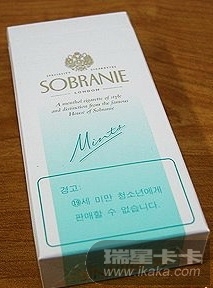 SPECIALITY CIGARETTES
SOBRANIE
LONDON
A menthol cigarette of style
and distinction from the famous
House of Sobranie
Mints
경고:
⑲세 미만 청소년에게
판매할 수 없습니다.
瑞星卡卡
www.ikaka.com